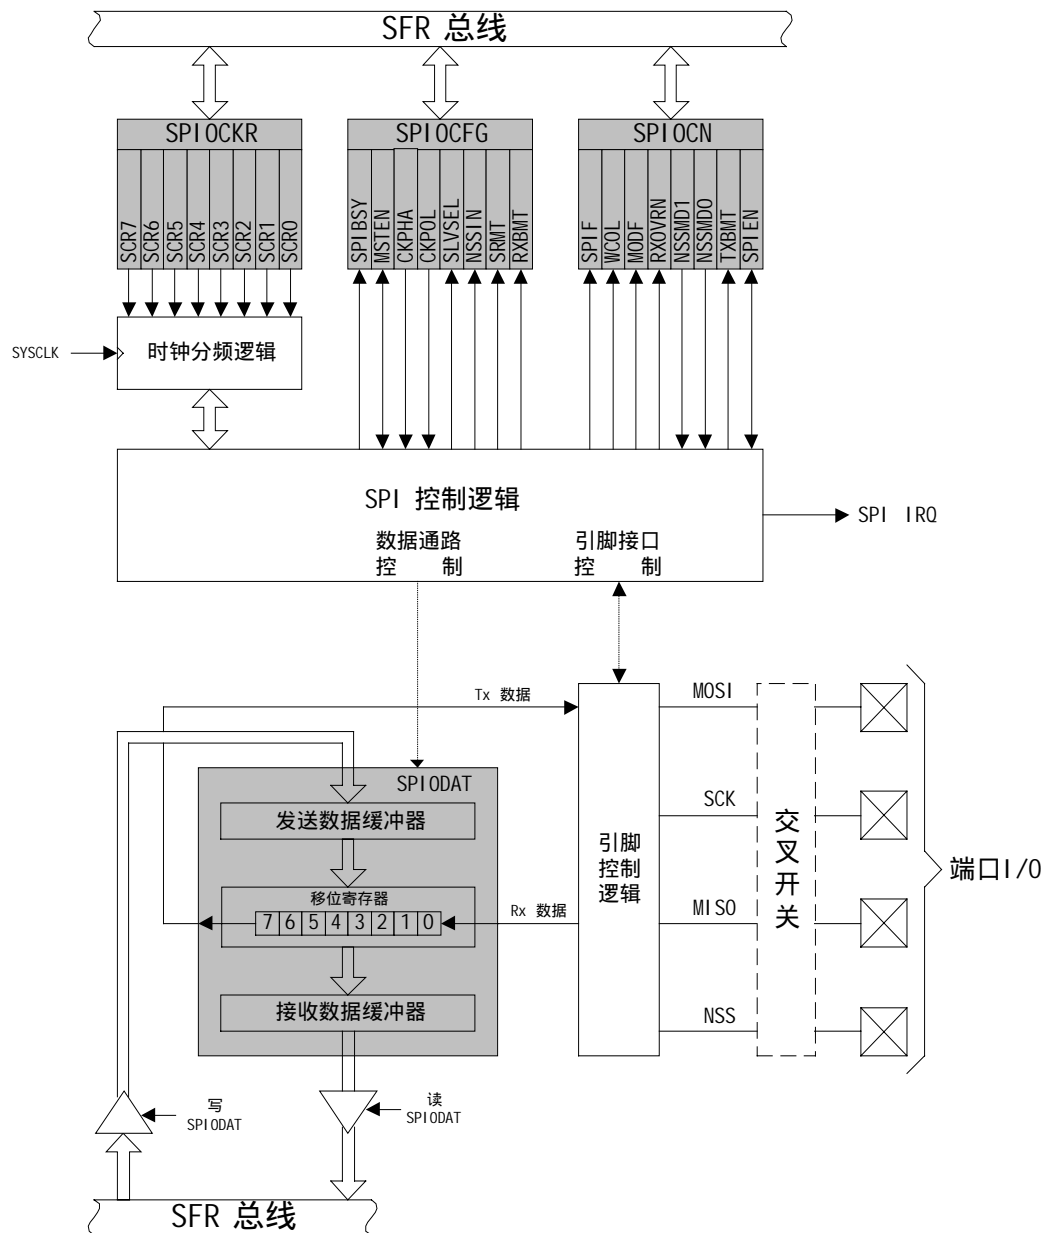 SFR 总线
SPI0CKR
SPI0CFG
SPI0CN
SCR7
SCR6
SCR5
SCR4
SCR3
SCR2
SCR1
SCR0
SPIBSY
MSTEN
CKPHA
CKPOL
SLVSEL
NSSIN
SRMT
RXBMT
SPIF
WCOL
MODF
RXOVRN
NSSMD1
NSSMD0
TXBMT
SPIEN
SYSCLK
时钟分频逻辑
SPI 控制逻辑
SPI IRQ
数据通路
控 制
引脚接口
控 制
Tx 数据
MOSI
SPI0DAT
发送数据缓冲器
SCK
移位寄存器
7 6 5 4 3 2 1 0
Rx 数据
引脚
控制
逻辑
MISO
交
叉
开
关
端口I/O
接收数据缓冲器
NSS
写
SPI0DAT
读
SPI0DAT
SFR 总线